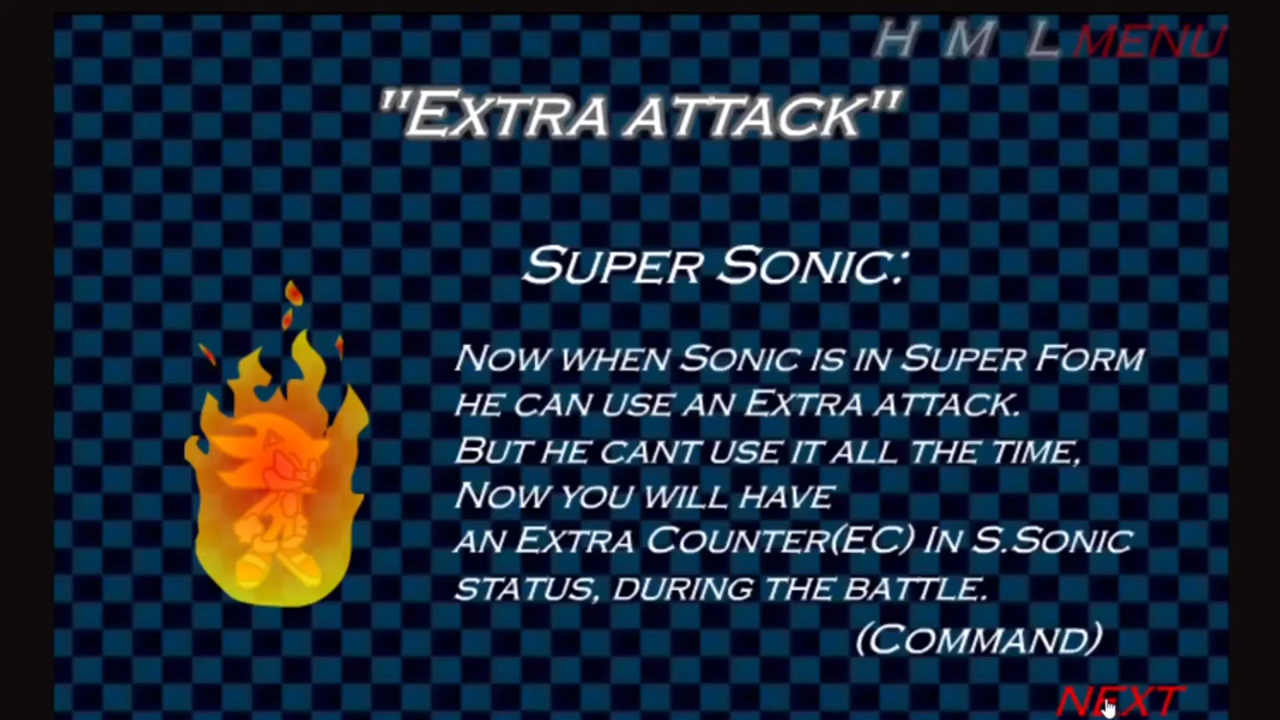 H M L MENU
"EXTRA ATTACK"
SUPER SONIC:
NOW WHEN SONIC IS IN SUPER FORM
HE CAN USE AN EXTRA ATTACK.
BUT HE CANT USE IT ALL THE TIME,
NOW YOU WILL HAVE
AN EXTRA COUNTER(EC) IN S.SONIC
STATUS, DURING THE BATTLE.
(COMMAND)
NEXT